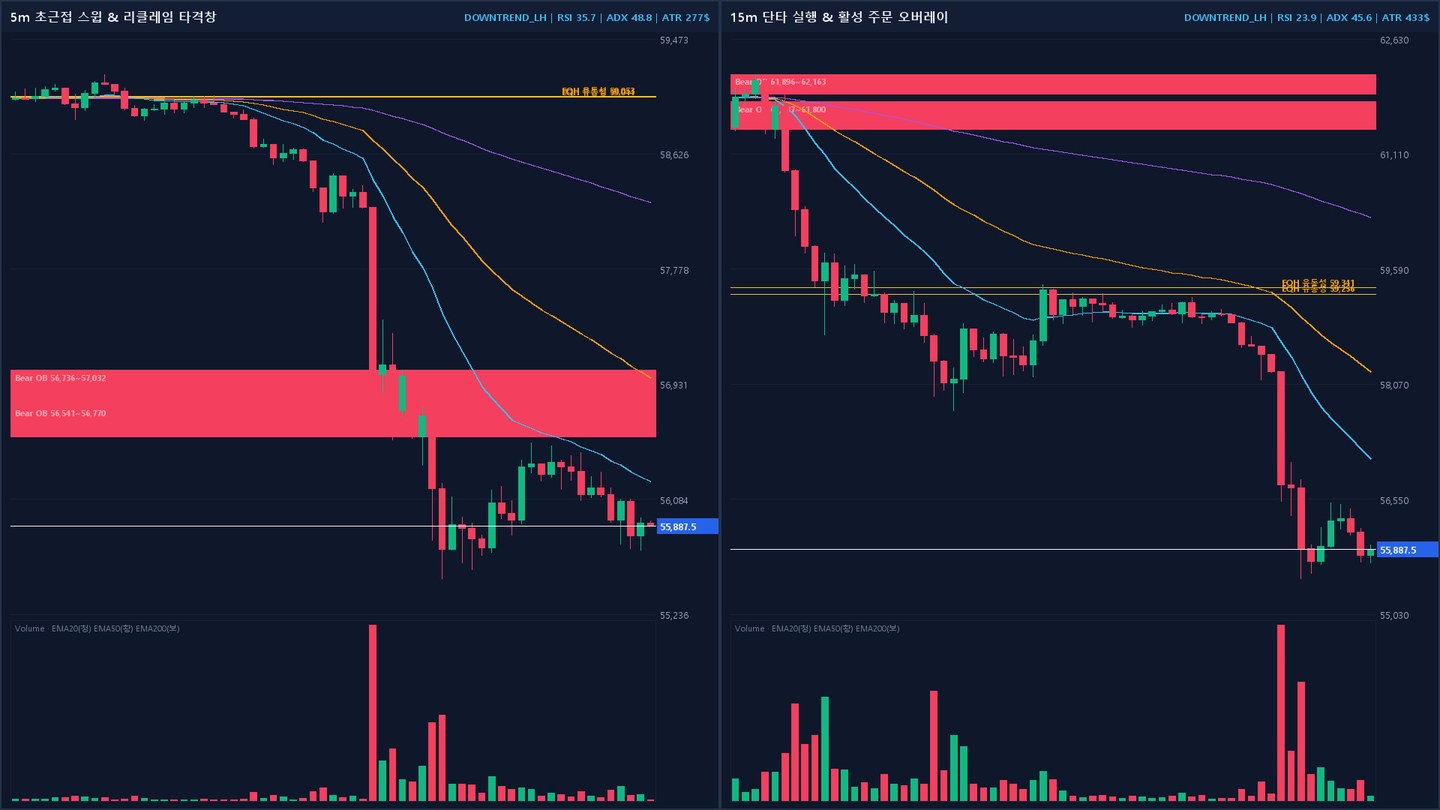 5m 초근접 스윕 & 리클레임 타격창
DOWNTREND_LH | RSI 35.7 | ADX 48.8 | ATR 277$
59,473
58,626
57,778
56,931
56,084
55,887.5
55,236
Bear OB 56,736~57,032
Bear OB 56,541~56,770
Volume · EMA20(청) EMA50(황) EMA200(보)
15m 단타 실행 & 활성 주문 오버레이
DOWNTREND_LH | RSI 23.9 | ADX 45.6 | ATR 433$
62,630
61,110
59,590
58,070
56,550
55,887.5
55,030
Bear 61,896~62,163
Bear 61,800
EQH 유동성
Volume · EMA20(청) EMA50(황) EMA200(보)